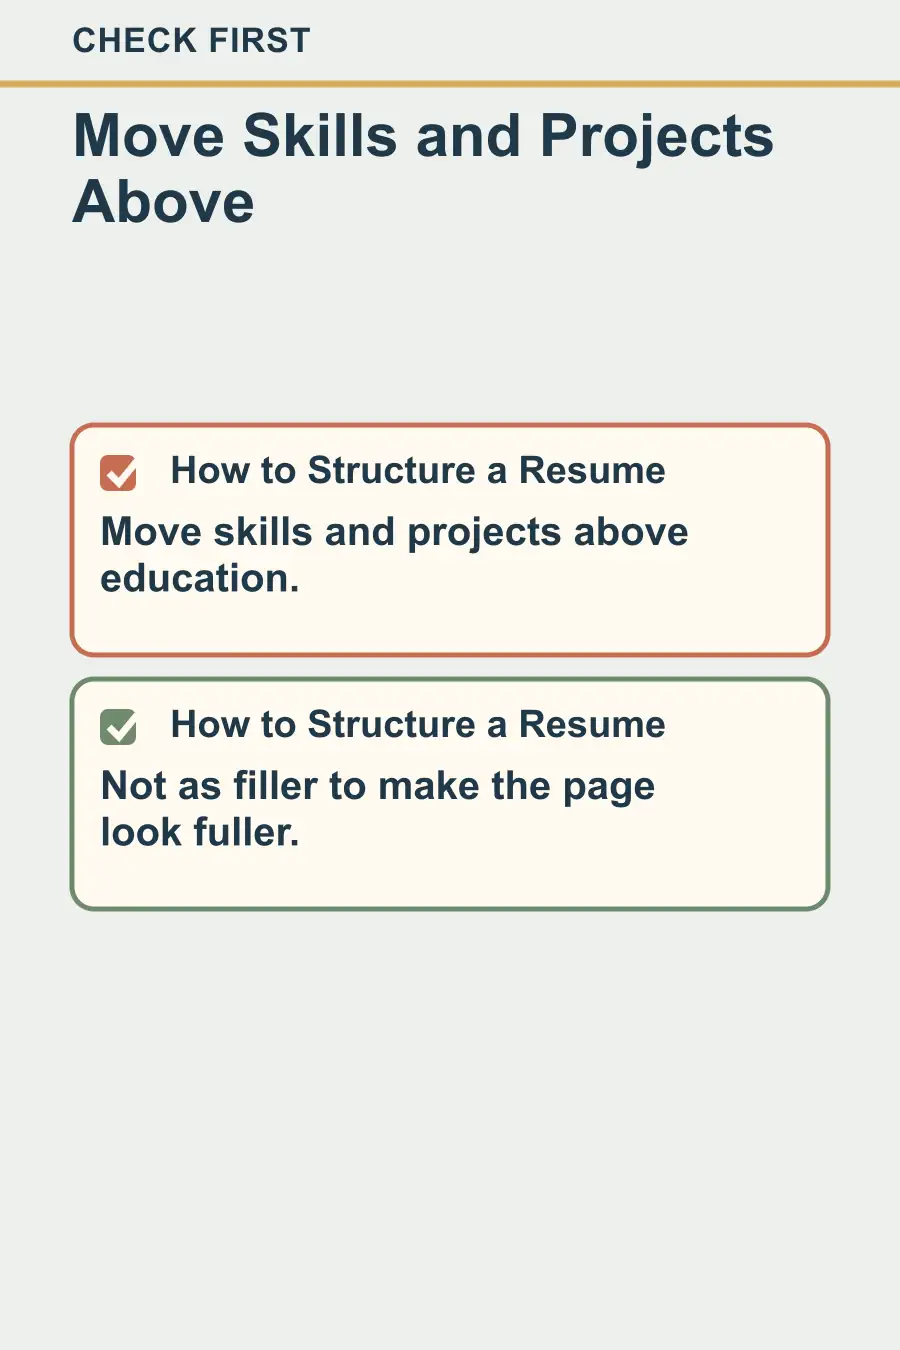 CHECK FIRST
Move Skills and Projects
Above
How to Structure a Resume
Move skills and projects above
education.
How to Structure a Resume
Not as filler to make the page
look fuller.